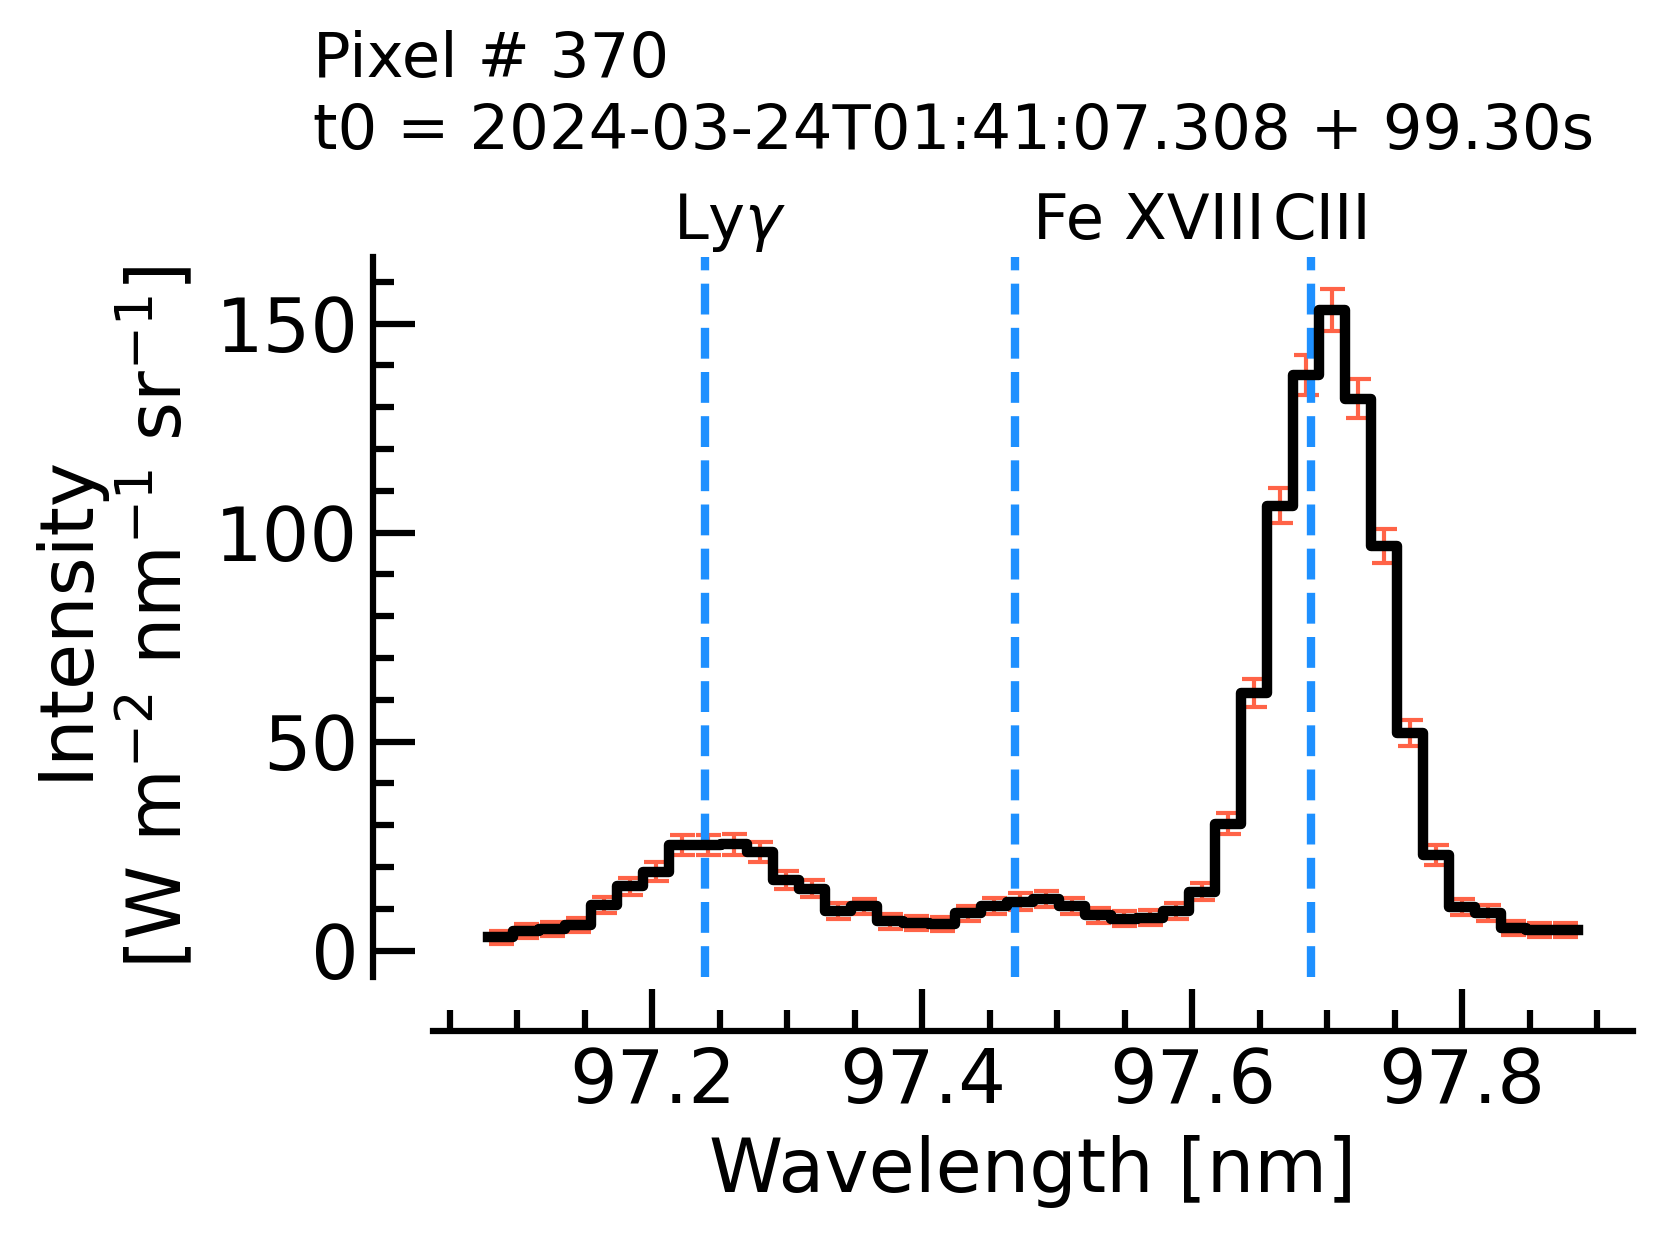 Pixel # 370
t0 = 2024-03-24T01:41:07.308 + 99.30s
Lyγ Fe XVIII CIII
Intensity
[W m⁻² nm⁻¹ sr⁻¹]
150
100
50
0
97.2 97.4 97.6 97.8
Wavelength [nm]